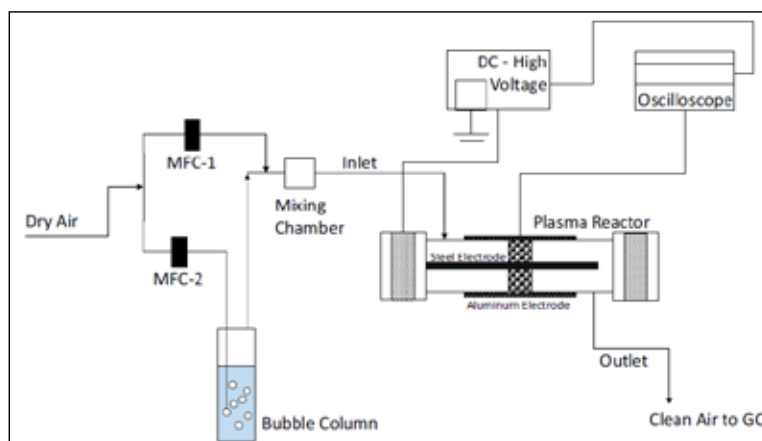 DC - High
Voltage
Oscilloscope
MFC-1
Inlet
Mixing
Chamber
Dry Air
Plasma Reactor
Steel Electrode
MFC-2
Aluminum Electrode
Outlet
Bubble Column
Clean Air to GC